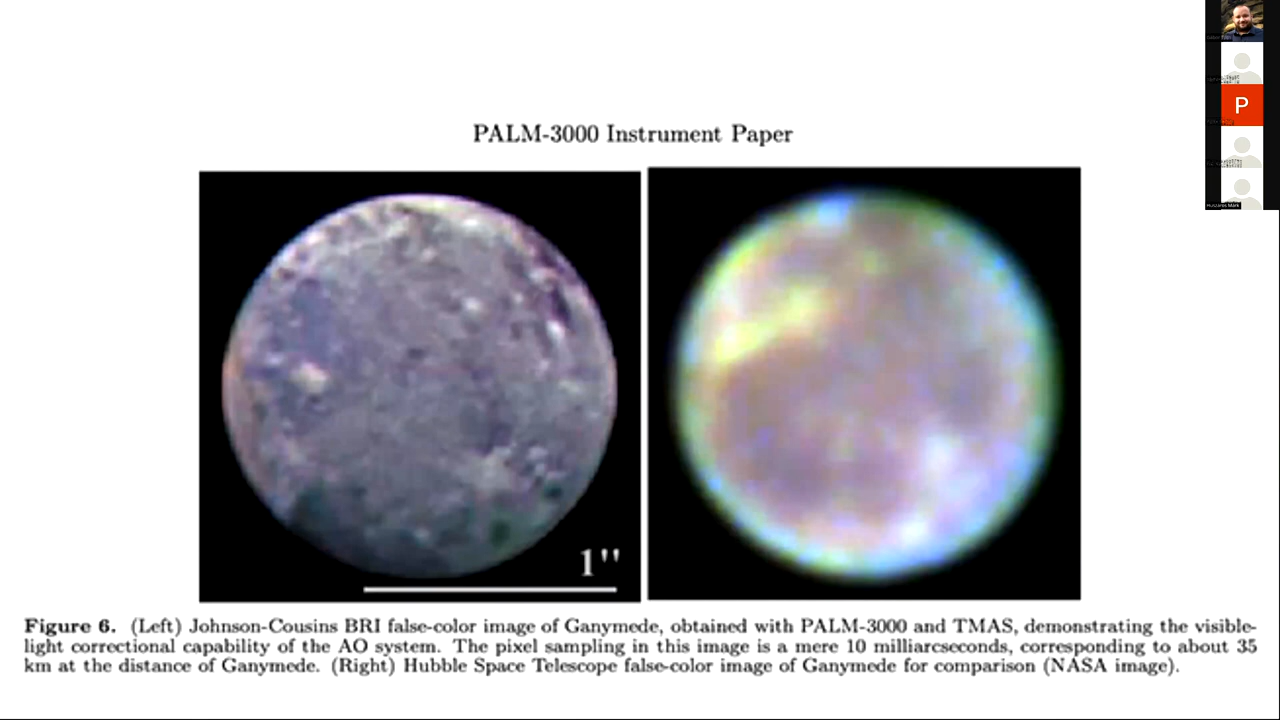 PALM-3000 Instrument Paper
P
1"
Huszáros Márk
Figure 6. (Left) Johnson-Cousins BRI false-color image of Ganymede, obtained with PALM-3000 and TMAS, demonstrating the visible-
light correctional capability of the AO system. The pixel sampling in this image is a mere 10 milliarcseconds, corresponding to about 35
km at the distance of Ganymede. (Right) Hubble Space Telescope false-color image of Ganymede for comparison (NASA image).